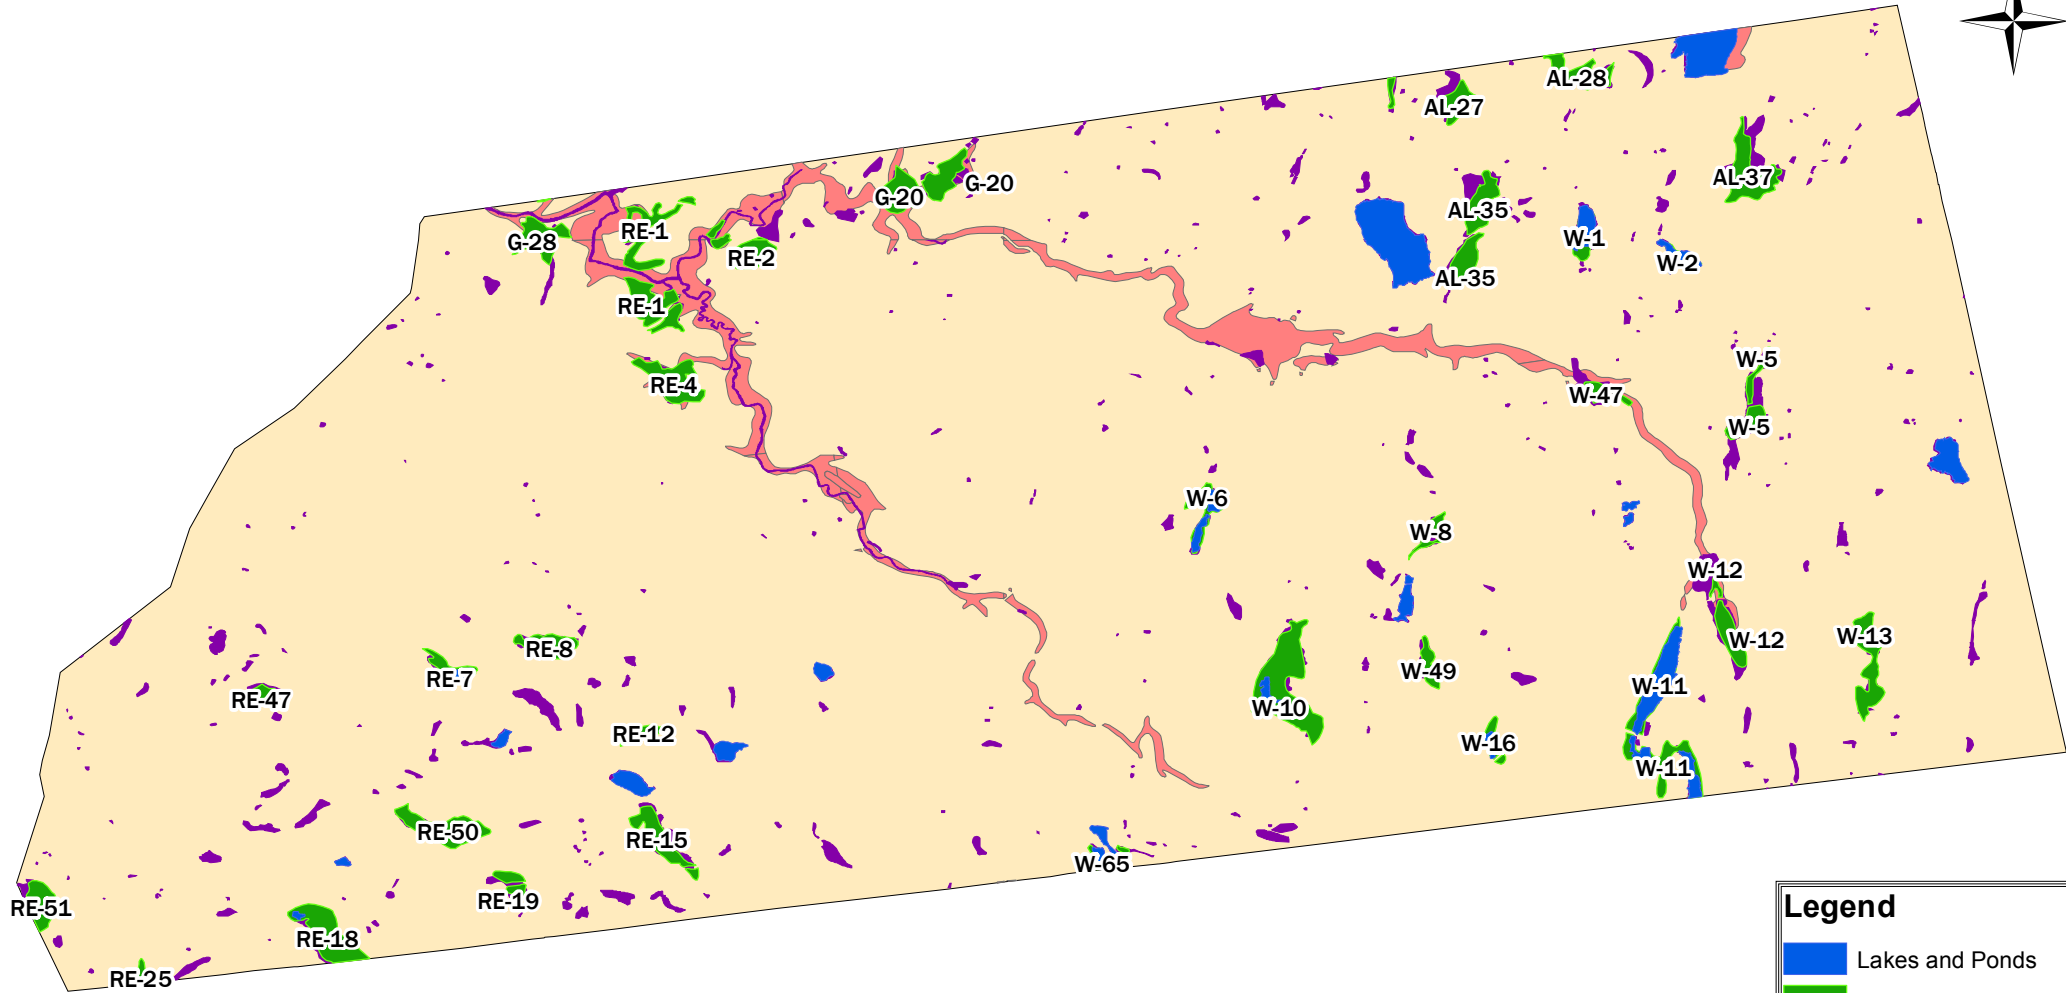 AL-28
AL-27
AL-37
G-20
G-20
AL-35
RE-1
G-28
W-1
RE-2
W-2
AL-35
RE-1
W-5
RE-4
W-47
W-5
W-6
W-8
W-12
RE-8
W-12
W-13
RE-7
W-49
W-11
RE-47
W-10
RE-12
W-16
W-11
RE-50
RE-15
W-65
RE-19
RE-51
Legend
RE-18
Lakes and Ponds
RE-25